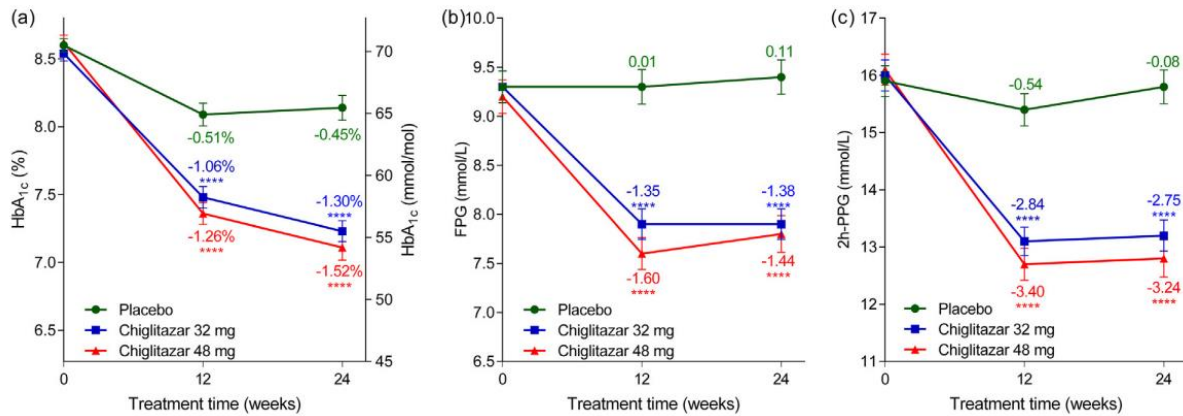 (a)
8.5
8.0
7.5
7.0
6.5
HbA1c (%)
70
65
60
55
50
45
HbA1c (mmol/mol)
-0.51%
-0.45%
-1.06%
****
-1.30%
****
-1.26%
****
-1.52%
****
Placebo
Chiglitazar 32 mg
Chiglitazar 48 mg
0 12 24
Treatment time (weeks)
(b)
10.0
9.5
9.0
8.5
8.0
7.5
7.0
6.5
FPG (mmol/L)
0.01
0.11
-1.35
****
-1.38
****
-1.60
****
-1.44
****
Placebo
Chiglitazar 32 mg
Chiglitazar 48 mg
0 12 24
Treatment time (weeks)
(c)
17
16
15
14
13
12
11
2h-PPG (mmol/L)
-0.54
-0.08
-2.84
****
-2.75
****
-3.40
****
-3.24
****
Placebo
Chiglitazar 32 mg
Chiglitazar 48 mg
0 12 24
Treatment time (weeks)